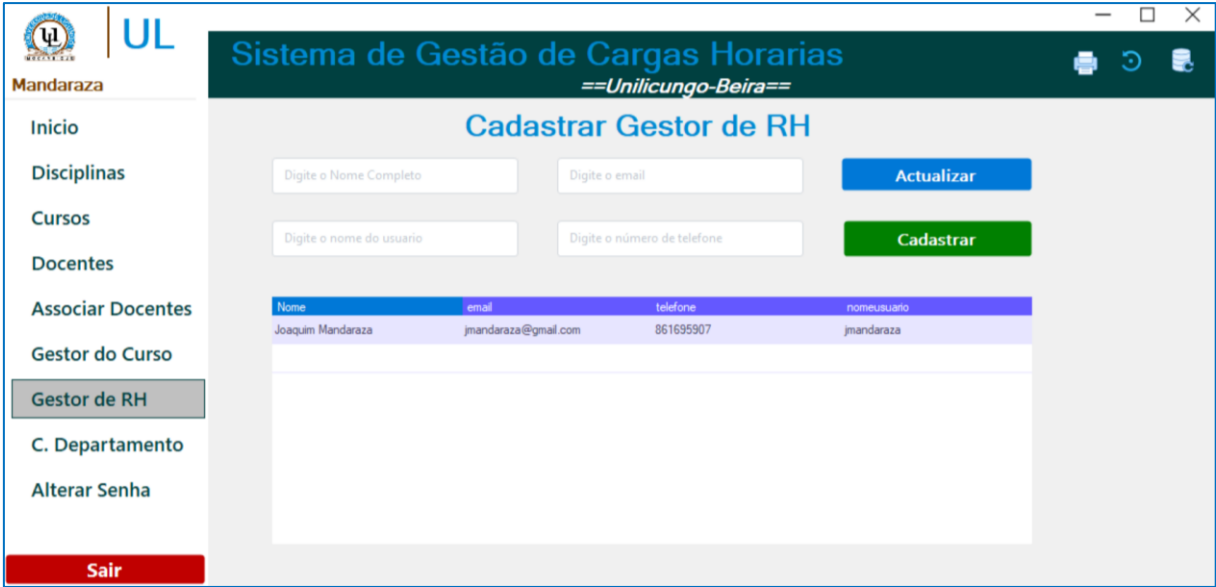 UL
Mandaraza
Sistema de Gestão de Cargas Horarias
==Unilicungo-Beira==
Inicio
Disciplinas
Cursos
Docentes
Associar Docentes
Gestor do Curso
Gestor de RH
C. Departamento
Alterar Senha
Sair
Cadastrar Gestor de RH
Digite o Nome Completo
Digite o email
Actualizar
Digite o nome do usuario
Digite o número de telefone
Cadastrar
Nome email telefone nomeusuario
Joaquim Mandaraza jmandaraza@gmail.com 861695907 jmandaraza